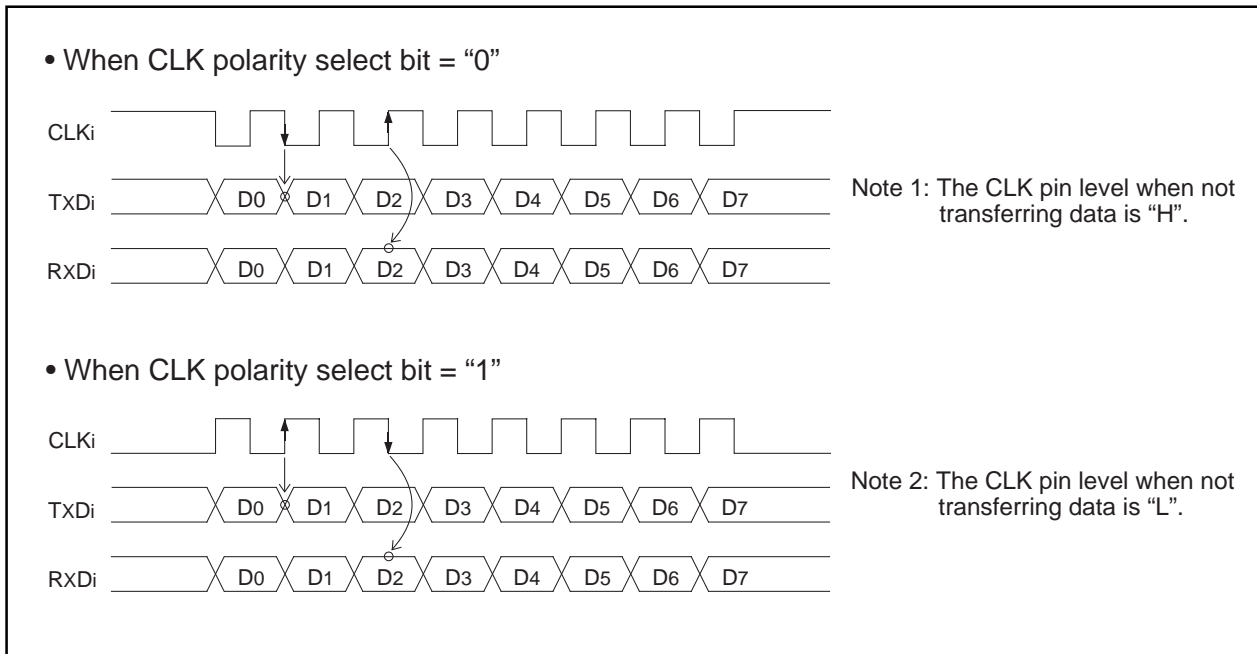 • When CLK polarity select bit = “0”
CLKi
TXDi D0 D1 D2 D3 D4 D5 D6 D7
RXDi D0 D1 D2 D3 D4 D5 D6 D7
Note 1: The CLK pin level when not
transferring data is “H”.
• When CLK polarity select bit = “1”
CLKi
TXDi D0 D1 D2 D3 D4 D5 D6 D7
RXDi D0 D1 D2 D3 D4 D5 D6 D7
Note 2: The CLK pin level when not
transferring data is “L”.